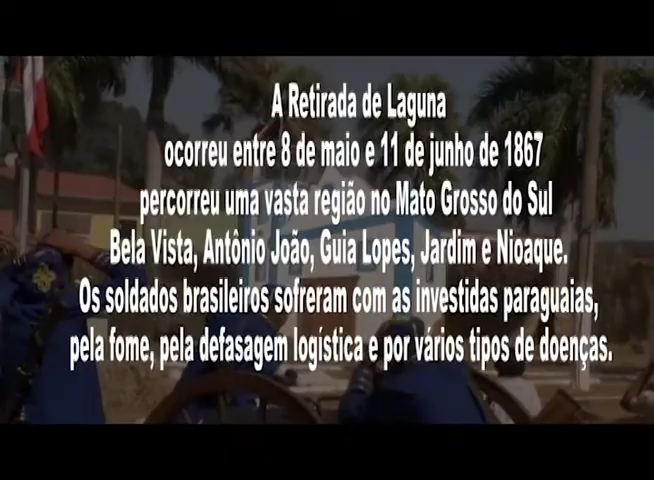 A Retirada de Laguna
ocorreu entre 8 de maio e 11 de junho de 1867
percorreu uma vasta região no Mato Grosso do Sul
Bela Vista, Antônio João, Guia Lopes, Jardim e Nioaque.
Os soldados brasileiros sofreram com as investidas paraguaias,
pela fome, pela defasagem logística e por vários tipos de doenças.